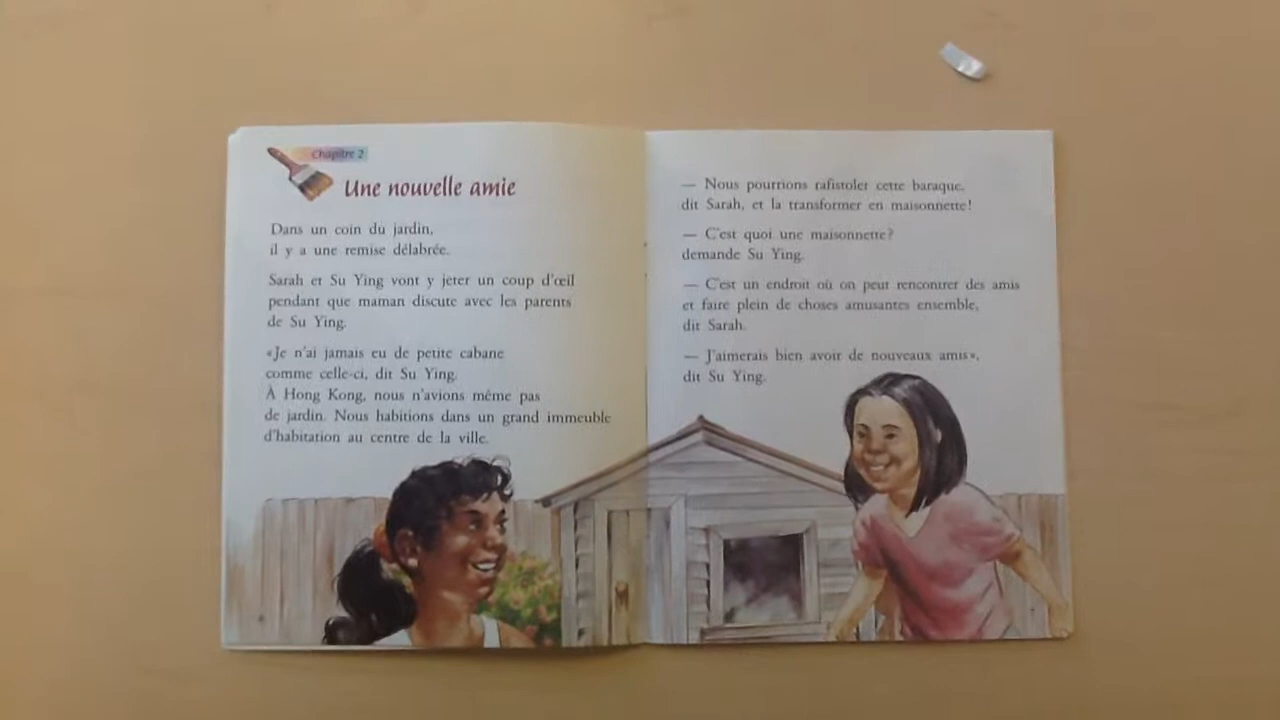 Chapitre 2
Une nouvelle amie
Dans un coin du jardin,
il y a une remise délabrée.
Sarah et Su Ying vont y jeter un coup d'œil
pendant que maman discute avec les parents
de Su Ying.
«Je n'ai jamais eu de petite cabane
comme celle-ci, dit Su Ying.
À Hong Kong, nous n'avions même pas
de jardin. Nous habitions dans un grand immeuble
d'habitation au centre de la ville.
— Nous pourrions rafistoler cette baraque,
dit Sarah, et la transformer en maisonnette!
— C'est quoi une maisonnette?
demande Su Ying.
— C'est un endroit où on peut rencontrer des amis
et faire plein de choses amusantes ensemble,
dit Sarah.
— J'aimerais bien avoir de nouveaux amis»,
dit Su Ying.